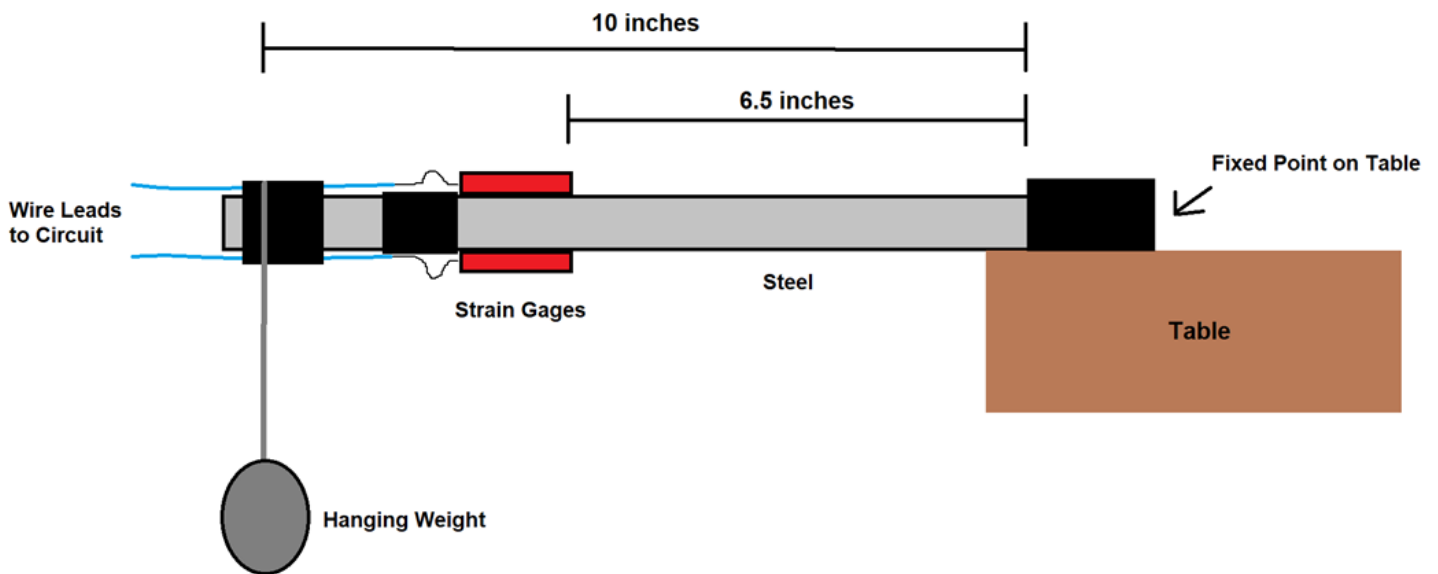 10 inches
6.5 inches
Fixed Point on Table
Wire Leads
to Circuit
Steel
Strain Gages
Table
Hanging Weight